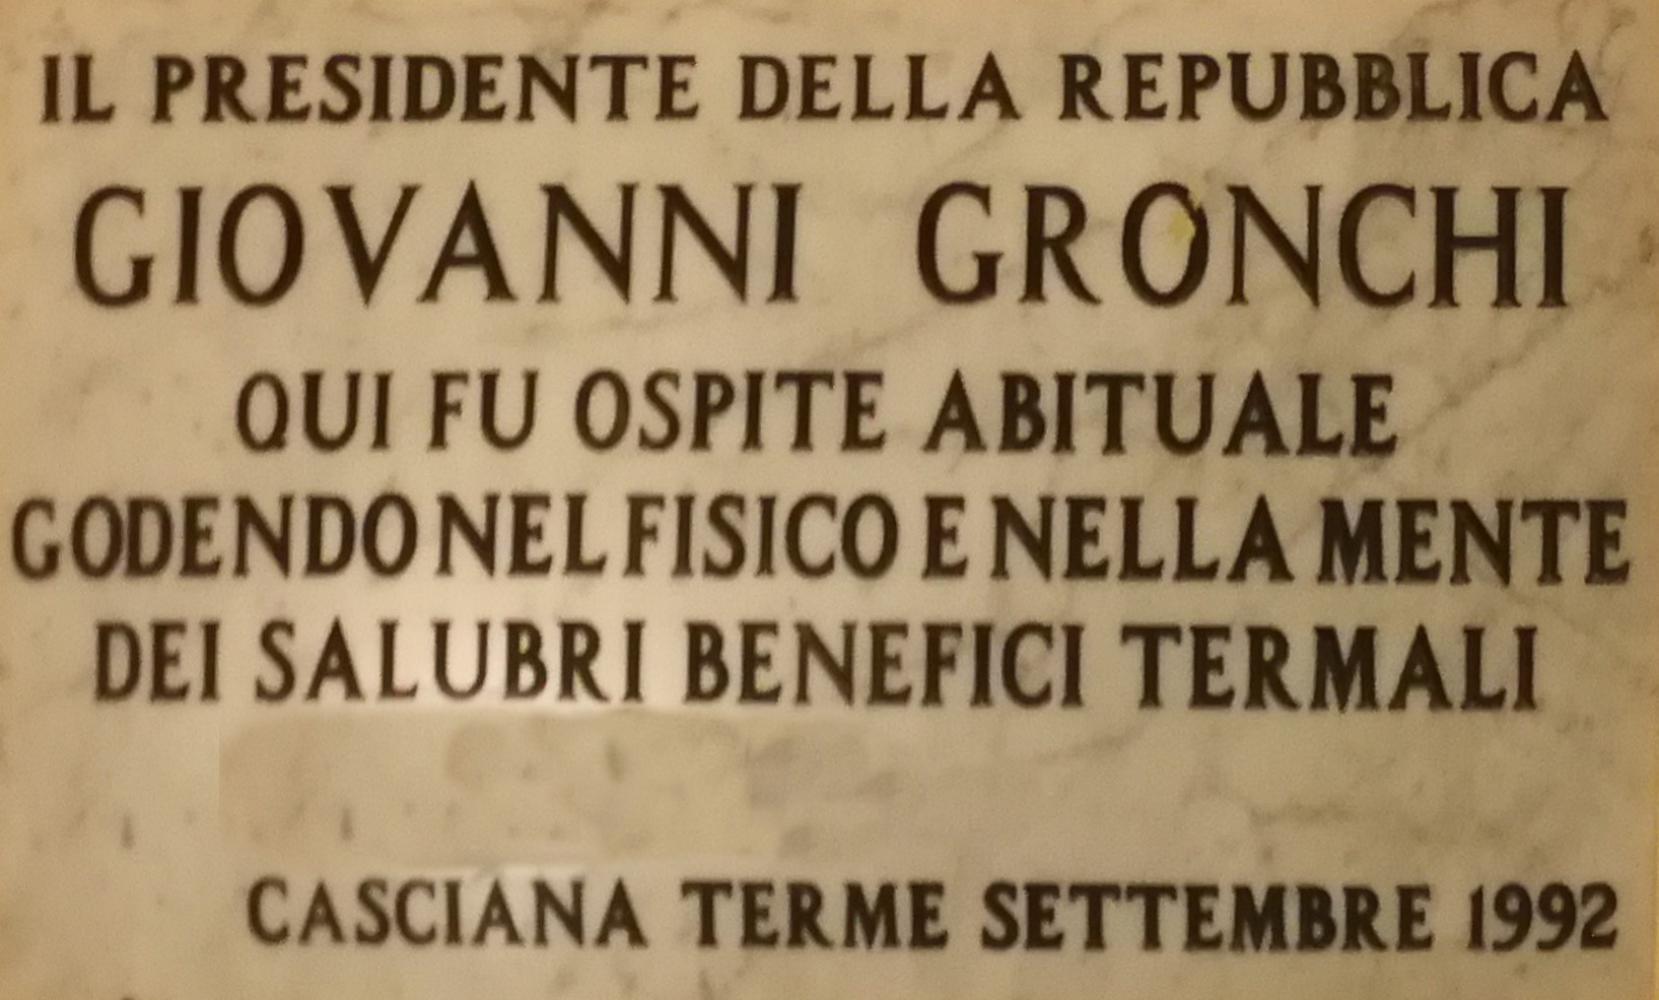 IL PRESIDENTE DELLA REPUBBLICA
GIOVANNI GRONCHI
QUI FU OSPITE ABITUALE
GODENDO NEL FISICO E NELLA MENTE
DEI SALUBRI BENEFICI TERMALI
CASCIANA TERME SETTEMBRE 1992